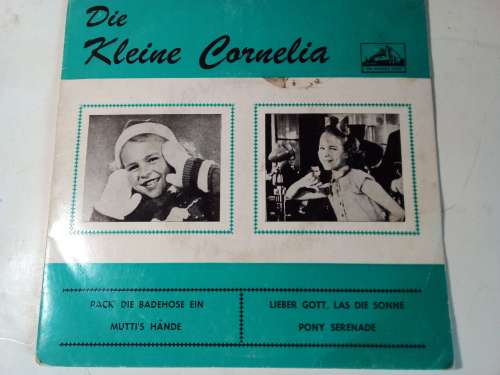 Die
Kleine Cornelia
PACK DIE BADEHOSE EIN
MUTTI'S HÄNDE
LIEBER GOTT, LAS DIE SONNE
PONY SERENADE